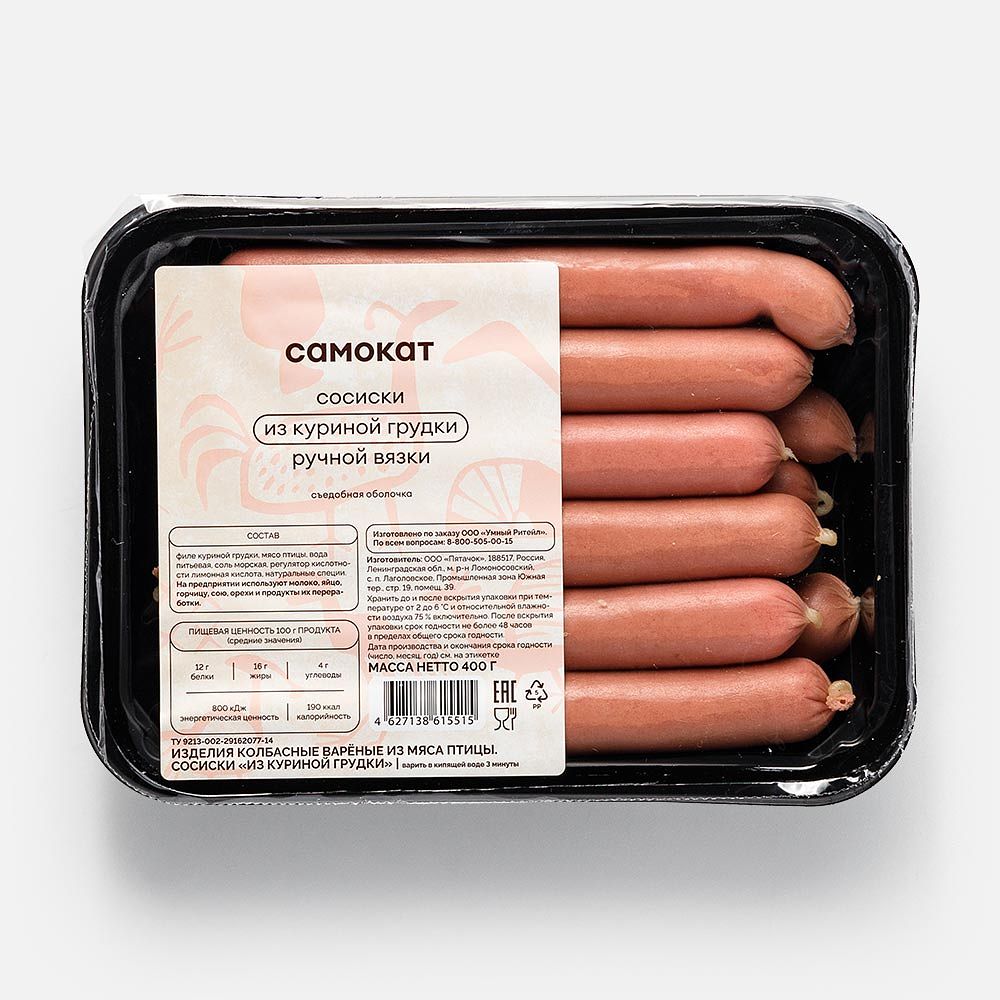 самокат
сосиски
из куриной грудки
ручной вязки
съедобная оболочка
СОСТАВ
филе куриной грудки, мясо птицы, вода
питьевая, соль морская, регулятор кислотно-
сти лимонная кислота, натуральные специи.
На предприятии используют молоко, яйцо,
горчицу, сою, орехи и продукты их перера-
ботки.
ПИЩЕВАЯ ЦЕННОСТЬ 100 г ПРОДУКТА
(средние значения)
12 г
белки
16 г
жиры
4 г
углеводы
800 кДж
энергетическая ценность
190 ккал
калорийность
Изготовлено по заказу ООО «Умный Ритейл».
По всем вопросам: 8-800-505-00-15
Изготовитель: ООО «Пятачок», 188517, Россия,
Ленинградская обл., м. р-н Ломоносовский,
с. п. Лаголовское, Промышленная зона Южная
тер., стр. 19, помещ. 39.
Хранить до и после вскрытия упаковки при тем-
пературе от 2 до 6 °С и относительной влажно-
сти воздуха 75 % включительно. После вскрытия
упаковки срок годности не более 48 часов
в пределах общего срока годности.
Дата производства и окончания срока годности
(число, месяц, год) см. на этикетке
МАССА НЕТТО 400 Г
4 627138 615515
EAC
5
PP
ТУ 9213-002-29162077-14
ИЗДЕЛИЯ КОЛБАСНЫЕ ВАРЁНЫЕ ИЗ МЯСА ПТИЦЫ.
СОСИСКИ «ИЗ КУРИНОЙ ГРУДКИ» | варить в кипящей воде 3 минуты